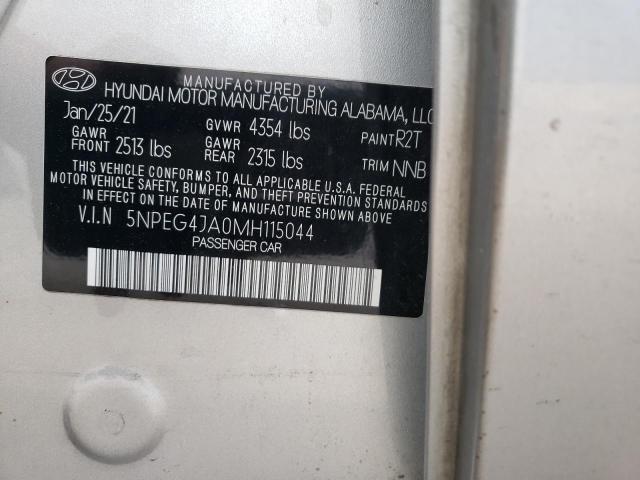 MANUFACTURED BY
HYUNDAI MOTOR MANUFACTURING ALABAMA, LLC
Jan/25/21 GVWR 4354 lbs PAINT R2T
GAWR FRONT 2513 lbs GAWR REAR 2315 lbs TRIM NNB
THIS VEHICLE CONFORMS TO ALL APPLICABLE U.S.A. FEDERAL
MOTOR VEHICLE SAFETY, BUMPER, AND THEFT PREVENTION STANDARDS
IN EFFECT ON THE DATE OF MANUFACTURE SHOWN ABOVE.
V.I.N 5NPEG4JA0MH115044
PASSENGER CAR